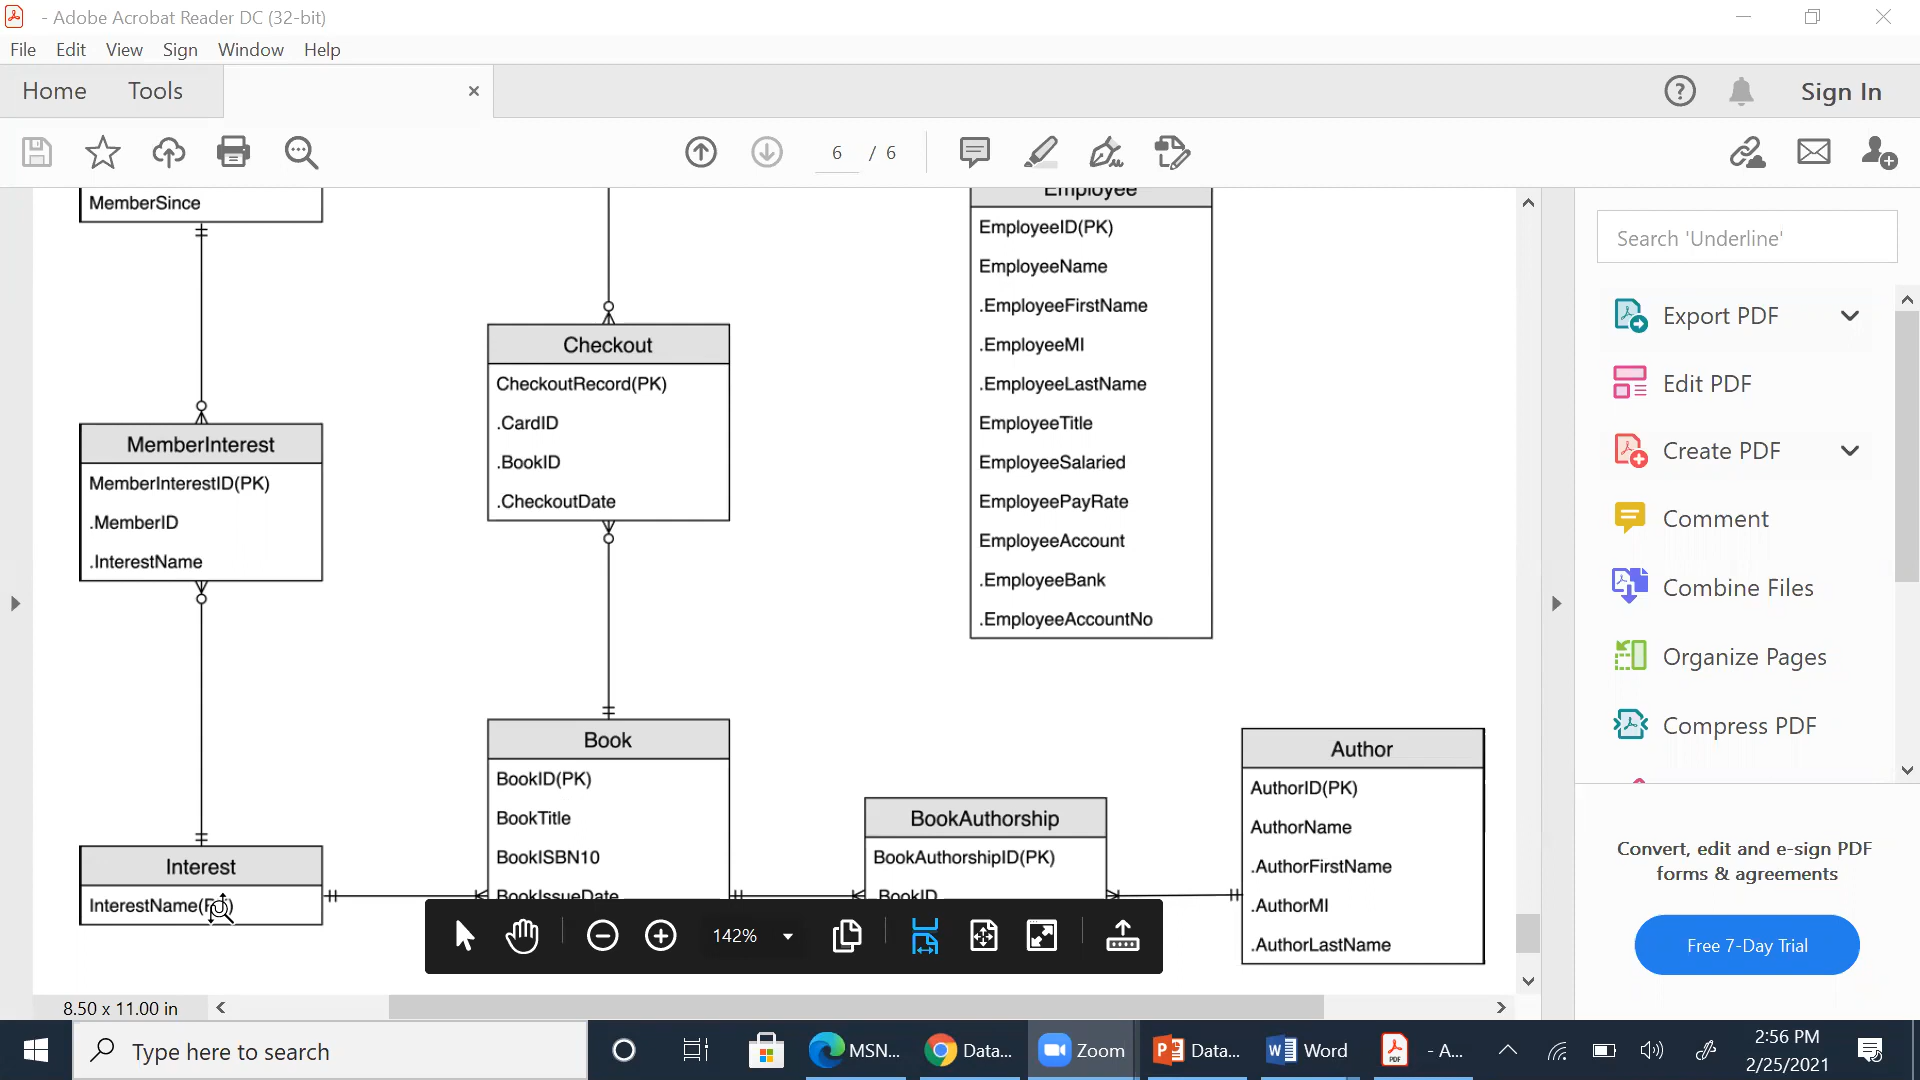 - Adobe Acrobat Reader DC (32-bit)
File Edit View Sign Window Help
Home Tools
Sign In
6 / 6
MemberSince
Employee
EmployeeID(PK)
EmployeeName
.EmployeeFirstName
.EmployeeMI
.EmployeeLastName
EmployeeTitle
EmployeeSalaried
EmployeePayRate
EmployeeAccount
.EmployeeBank
.EmployeeAccountNo
Checkout
CheckoutRecord(PK)
.CardID
.BookID
.CheckoutDate
MemberInterest
MemberInterestID(PK)
.MemberID
.InterestName
Book
BookID(PK)
BookTitle
BookISBN10
BookIssueDate
BookAuthorship
BookAuthorshipID(PK)
.BookID
Author
AuthorID(PK)
AuthorName
.AuthorFirstName
.AuthorMI
.AuthorLastName
Interest
InterestName(PK)
142%
8.50 x 11.00 in
Search 'Underline'
Export PDF
Edit PDF
Create PDF
Comment
Combine Files
Organize Pages
Compress PDF
Convert, edit and e-sign PDF
forms & agreements
Free 7-Day Trial
Type here to search
MSN...
Data...
Zoom
Data...
Word
- A...
2:56 PM
2/25/2021